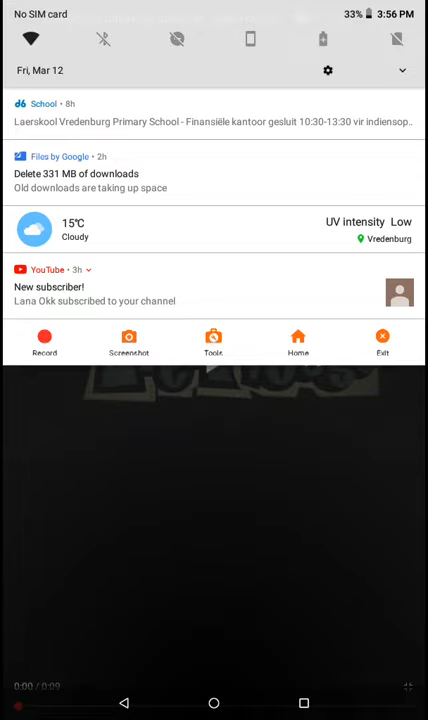 No SIM card 33% 3:56 PM
Fri, Mar 12
d6 School • 8h
Laerskool Vredenburg Primary School - Finansiële kantoor gesluit 10:30-13:30 vir indiensop..
Files by Google • 2h
Delete 331 MB of downloads
Old downloads are taking up space
15℃ UV intensity Low
Cloudy Vredenburg
YouTube • 3h
New subscriber!
Lana Okk subscribed to your channel
Record Screenshot Tools Home Exit
0:00 / 0:09